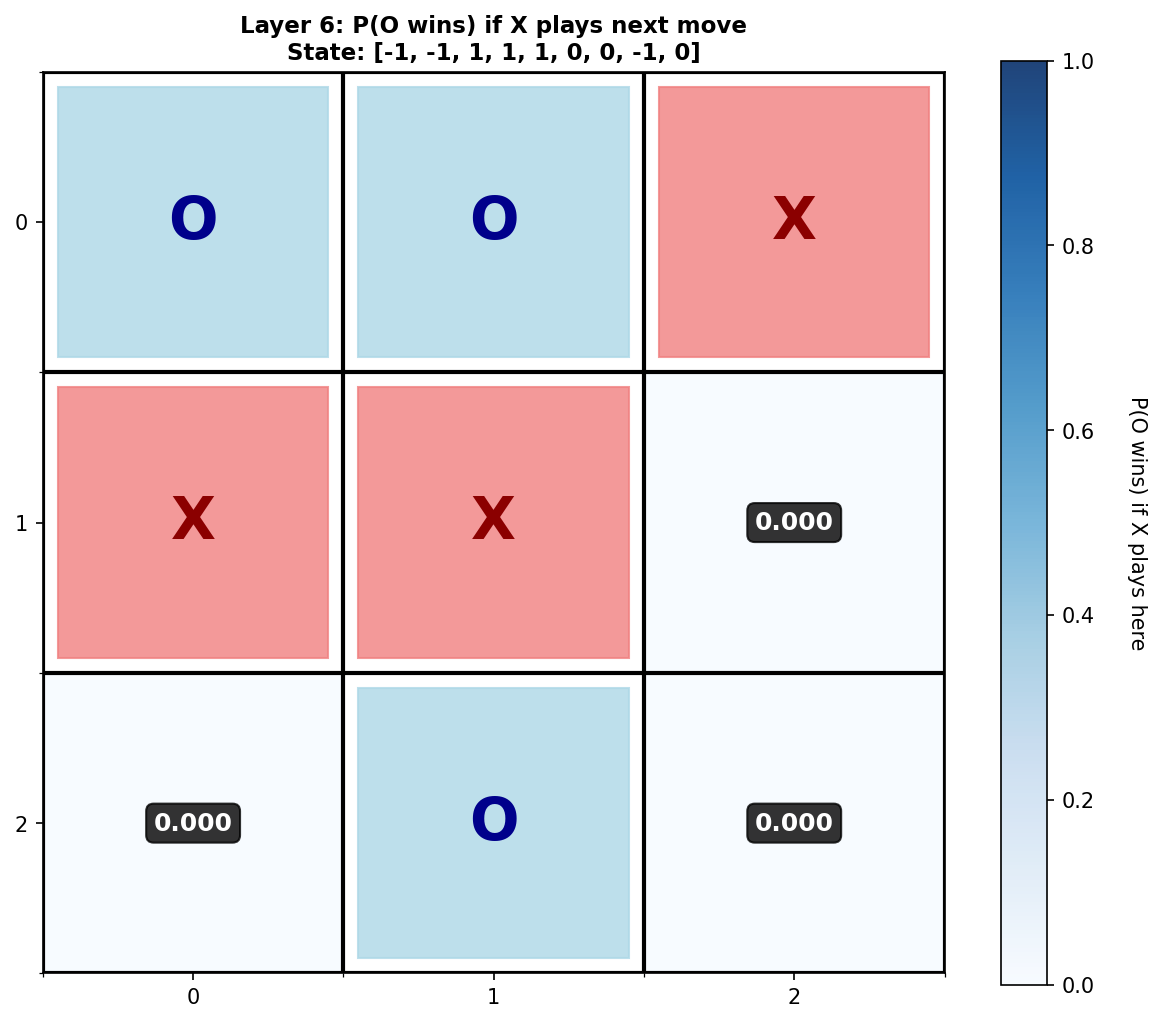 Layer 6: P(O wins) if X plays next move
State: [-1, -1, 1, 1, 1, 0, 0, -1, 0]
0
O
O
X
1
X
X
0.000
2
0.000
O
0.000
0
1
2
1.0
0.8
0.6
0.4
0.2
0.0
P(O wins) if X plays here